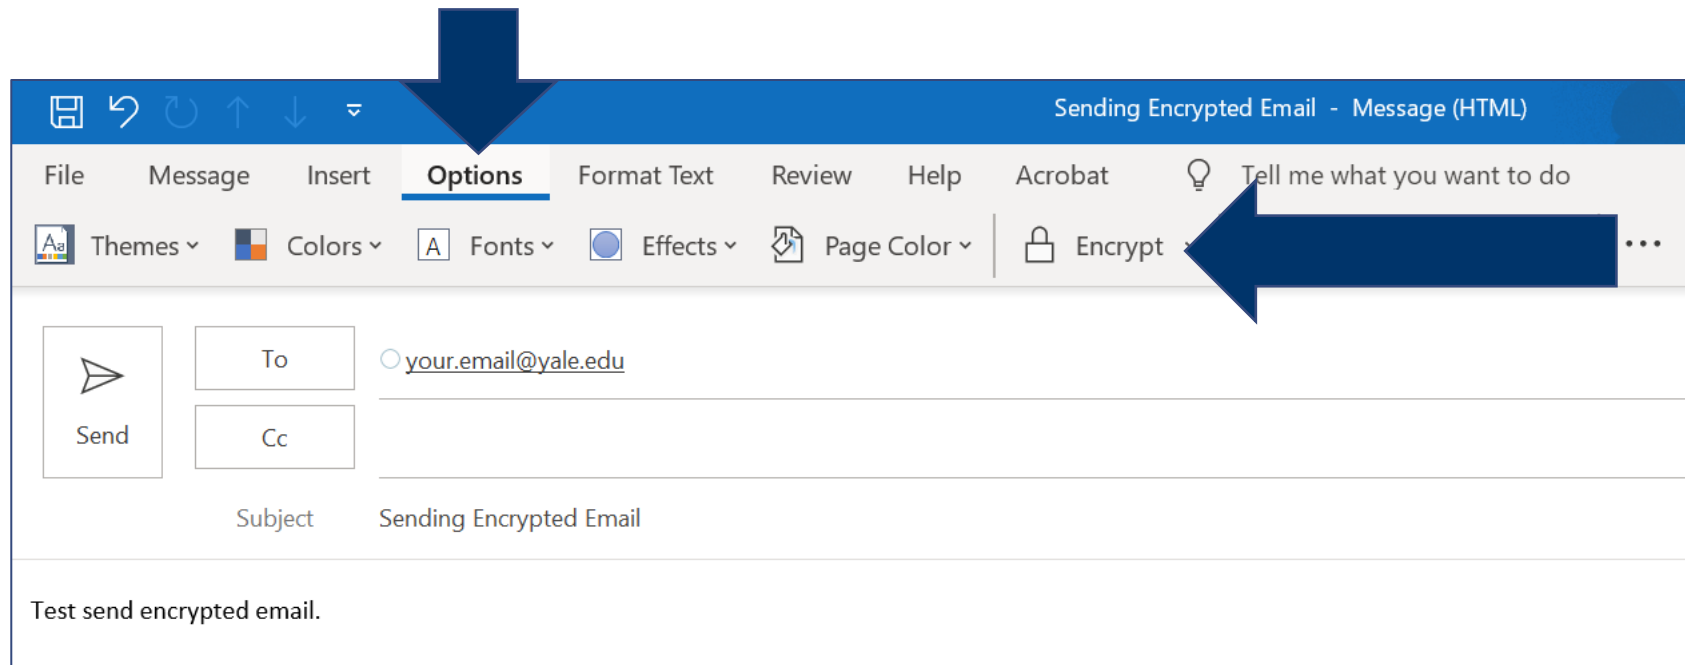 Sending Encrypted Email - Message (HTML)
File Message Insert Options Format Text Review Help Acrobat Tell me what you want to do
Aa Themes Colors A Fonts Effects Page Color Encrypt ...
To your.email@yale.edu
Send Cc
Subject Sending Encrypted Email
Test send encrypted email.